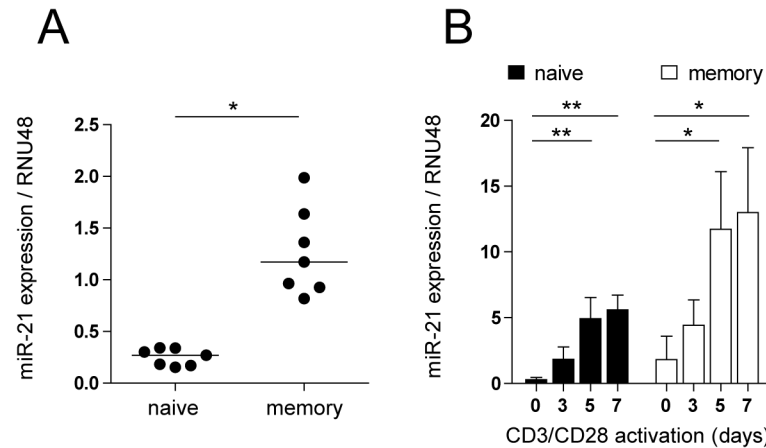 A
B
naive
memory
*
**
*
**
*
miR-21 expression / RNU48
2.5
2.0
1.5
1.0
0.5
0.0
naive
memory
miR-21 expression / RNU48
20
15
10
5
0
0 3 5 7 0 3 5 7
CD3/CD28 activation (days)